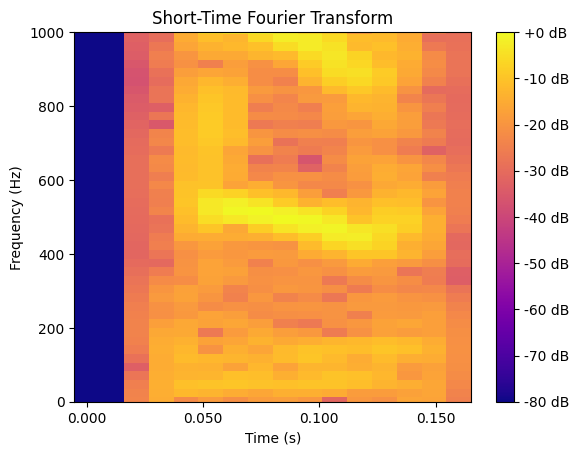 Short-Time Fourier Transform
1000
800
600
400
200
0
Frequency (Hz)
0.000
0.050
0.100
0.150
Time (s)
+0 dB
-10 dB
-20 dB
-30 dB
-40 dB
-50 dB
-60 dB
-70 dB
-80 dB